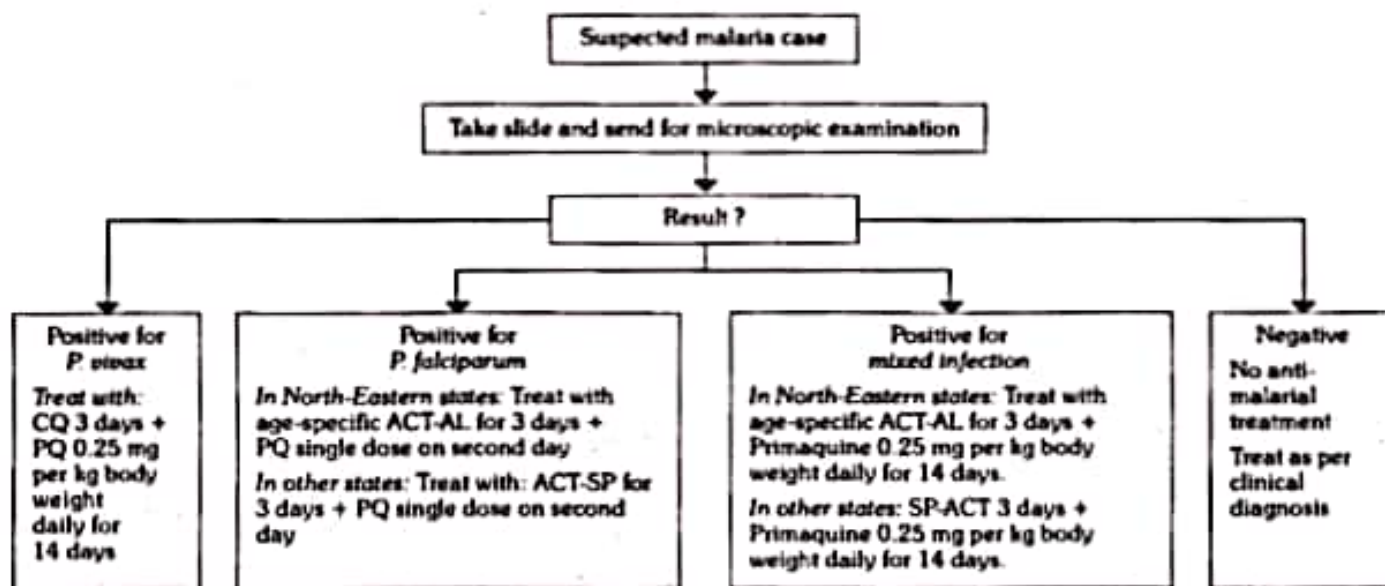 Suspected malaria case
Take slide and send for microscopic examination
Result ?
Positive for
P. vivax
Treat with:
CQ 3 days +
PQ 0.25 mg
per kg body
weight
daily for
14 days
Positive for
P. falciparum
In North-Eastern states: Treat with
age-specific ACT-AL for 3 days +
PQ single dose on second day
In other states: Treat with: ACT-SP for
3 days + PQ single dose on second
day
Positive for
mixed infection
In North-Eastern states: Treat with
age-specific ACT-AL for 3 days +
Primaquine 0.25 mg per kg body
weight daily for 14 days.
In other states: SP-ACT 3 days +
Primaquine 0.25 mg per kg body
weight daily for 14 days.
Negative
No anti-
malarial
treatment
Treat as per
clinical
diagnosis